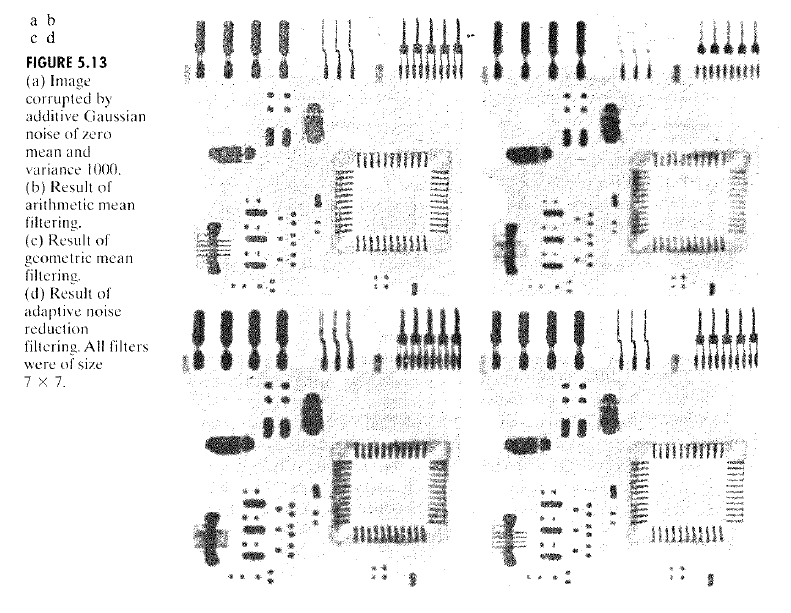 a b
c d
FIGURE 5.13
(a) Image
corrupted by
additive Gaussian
noise of zero
mean and
variance 1000.
(b) Result of
arithmetic mean
filtering.
(c) Result of
geometric mean
filtering.
(d) Result of
adaptive noise
reduction
filtering. All filters
were of size
7 × 7.